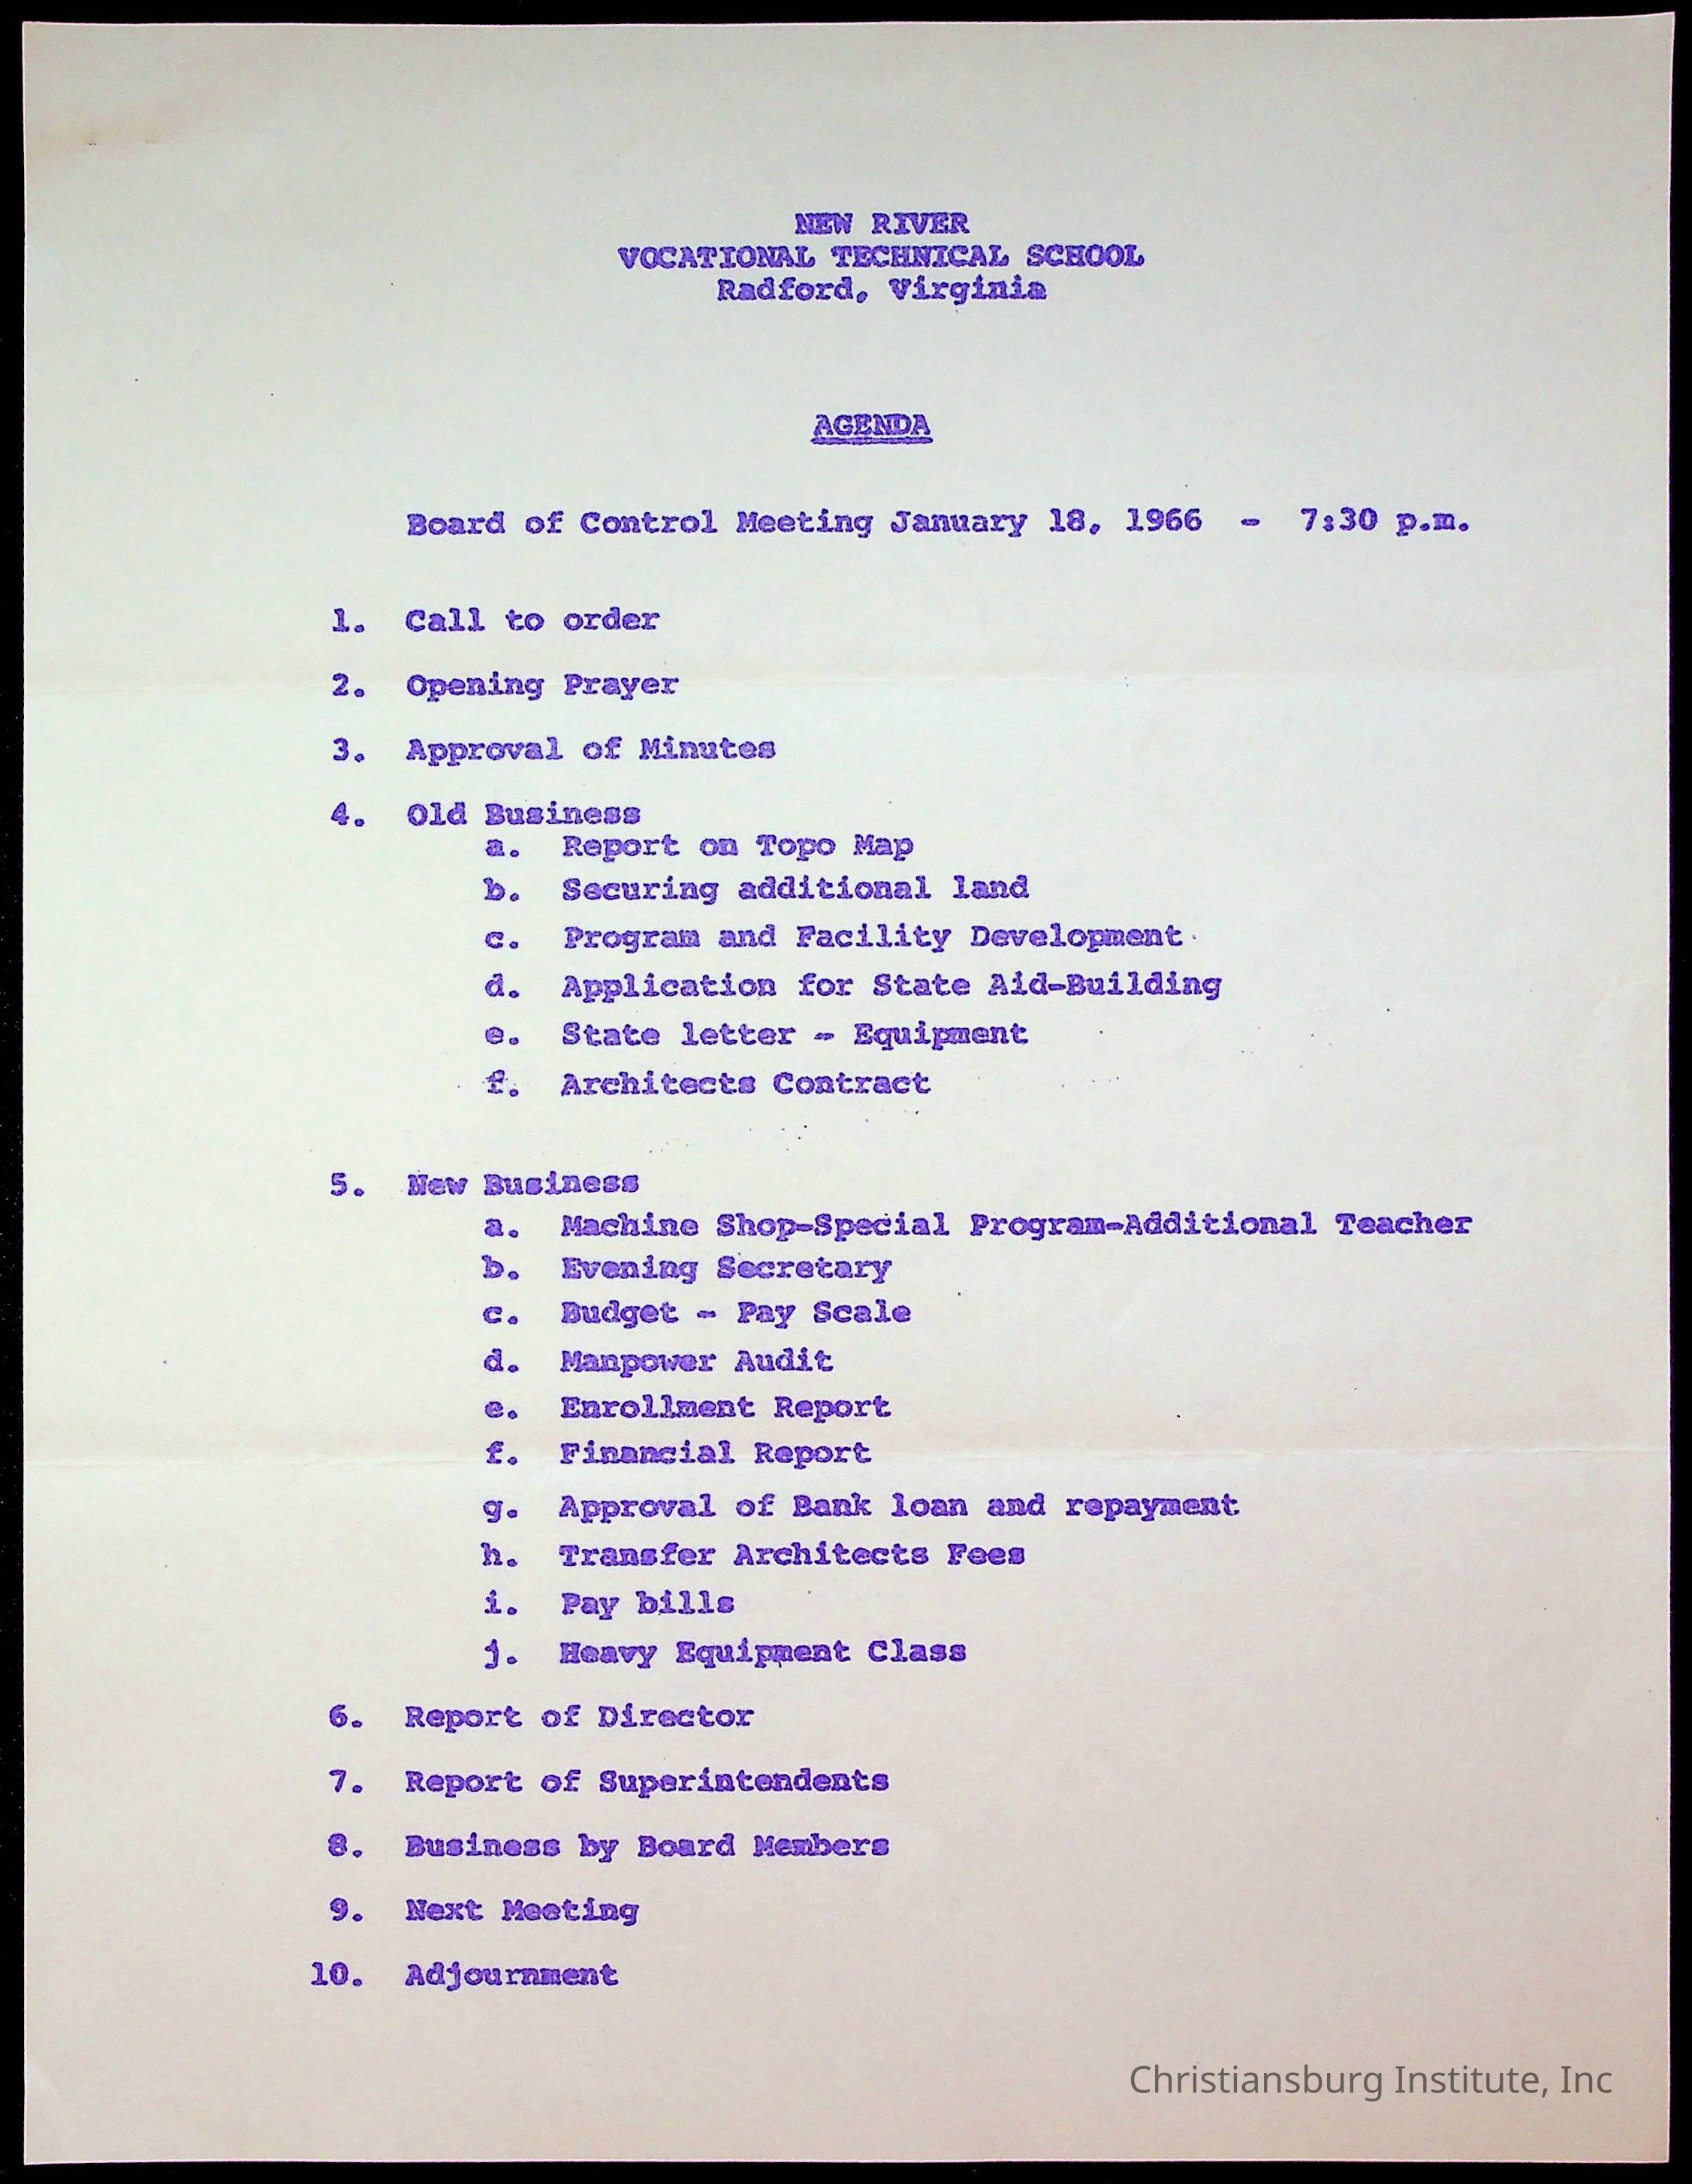 NEW RIVER
VOCATIONAL TECHNICAL SCHOOL
Radford, Virginia
AGENDA
Board of Control Meeting January 18, 1966 - 7:30 p.m.
1. Call to order
2. Opening Prayer
3. Approval of Minutes
4. Old Business
a. Report on Topo Map
b. Securing additional land
c. Program and Facility Development
d. Application for State Aid-Building
e. State letter - Equipment
f. Architects Contract
5. New Business
a. Machine Shop-Special Program-Additional Teacher
b. Evening Secretary
c. Budget - Pay Scale
d. Manpower Audit
e. Enrollment Report
f. Financial Report
g. Approval of Bank loan and repayment
h. Transfer Architects Fees
i. Pay bills
j. Heavy Equipment Class
6. Report of Director
7. Report of Superintendents
8. Business by Board Members
9. Next Meeting
10. Adjournment
Christiansburg Institute, Inc